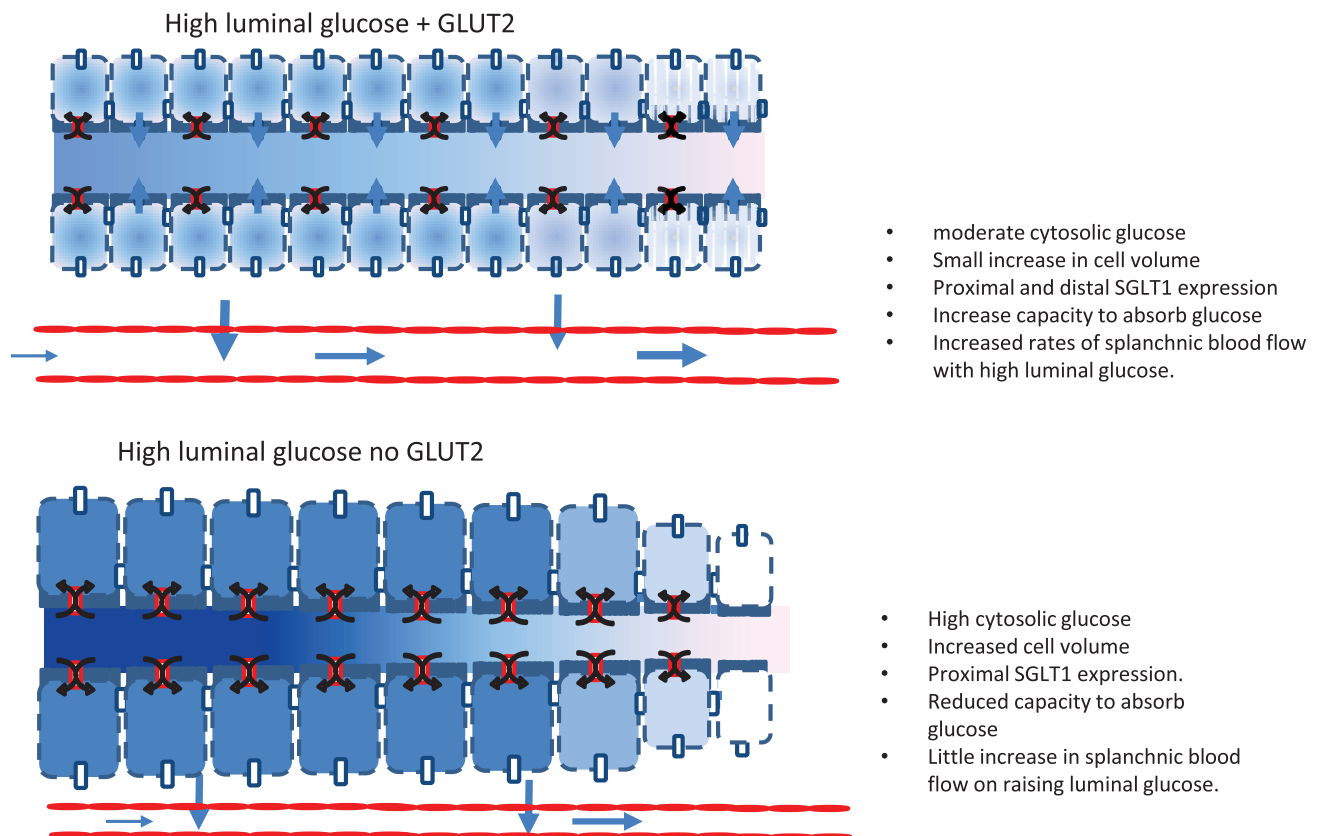 High luminal glucose + GLUT2
• moderate cytosolic glucose
• Small increase in cell volume
• Proximal and distal SGLT1 expression
• Increase capacity to absorb glucose
• Increased rates of splanchnic blood flow
with high luminal glucose.
High luminal glucose no GLUT2
• High cytosolic glucose
• Increased cell volume
• Proximal SGLT1 expression.
• Reduced capacity to absorb
glucose
• Little increase in splanchnic blood
flow on raising luminal glucose.